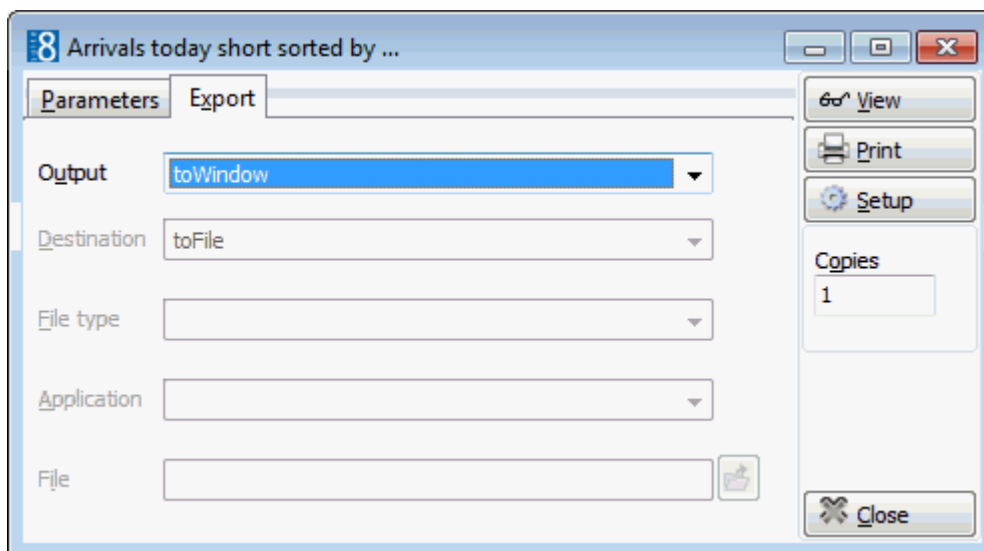 8 Arrivals today short sorted by ...
Parameters Export
View
Print
Setup
Output toWindow
Destination toFile
Copies
1
File type
Application
File
Close